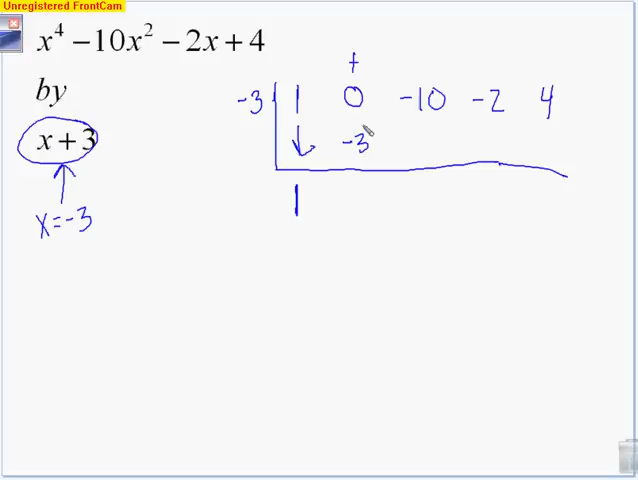 Unregistered FrontCam
x⁴ − 10x² − 2x + 4
by
x + 3
x = -3
+
-3 1 0 -10 -2 4
-3
1